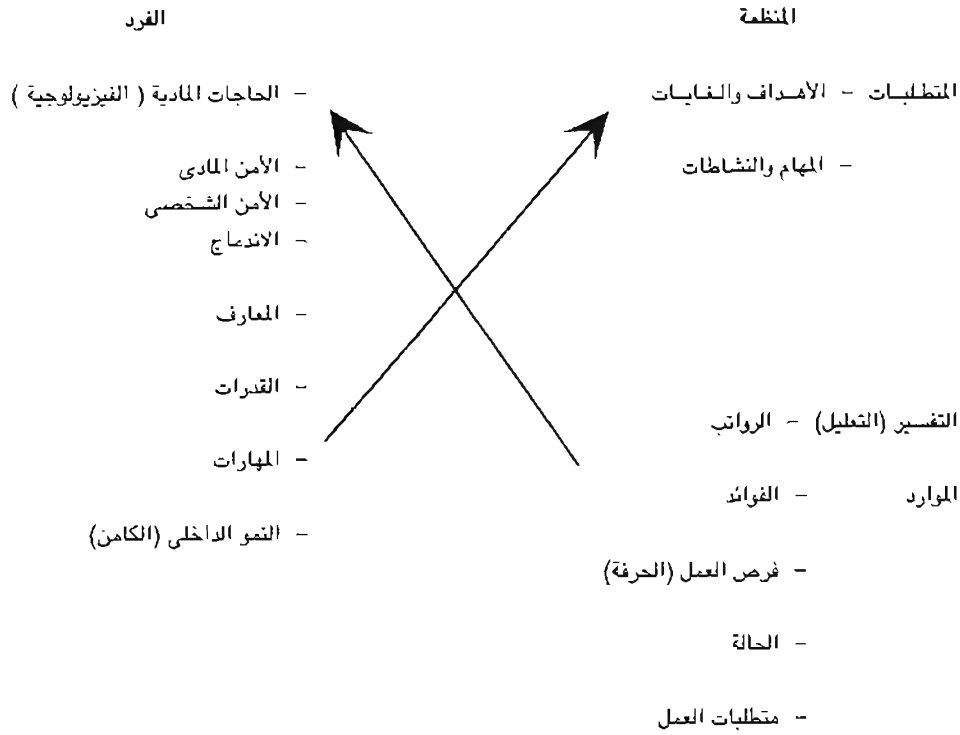 المنظمة
المتطلبات – الأهداف والغايات
– المهام والنشاطات
التفسير (التعليل) – الرواتب
الموارد – الفوائد
– فرص العمل (الحرفة)
– الحالة
– متطلبات العمل
الفرد
– الحاجات المادية ( الفيزيولوجية )
– الأمن المادى
– الأمن الشخصى
– الاندماج
– المعارف
– القدرات
– المهارات
– النمو الداخلى (الكامن)